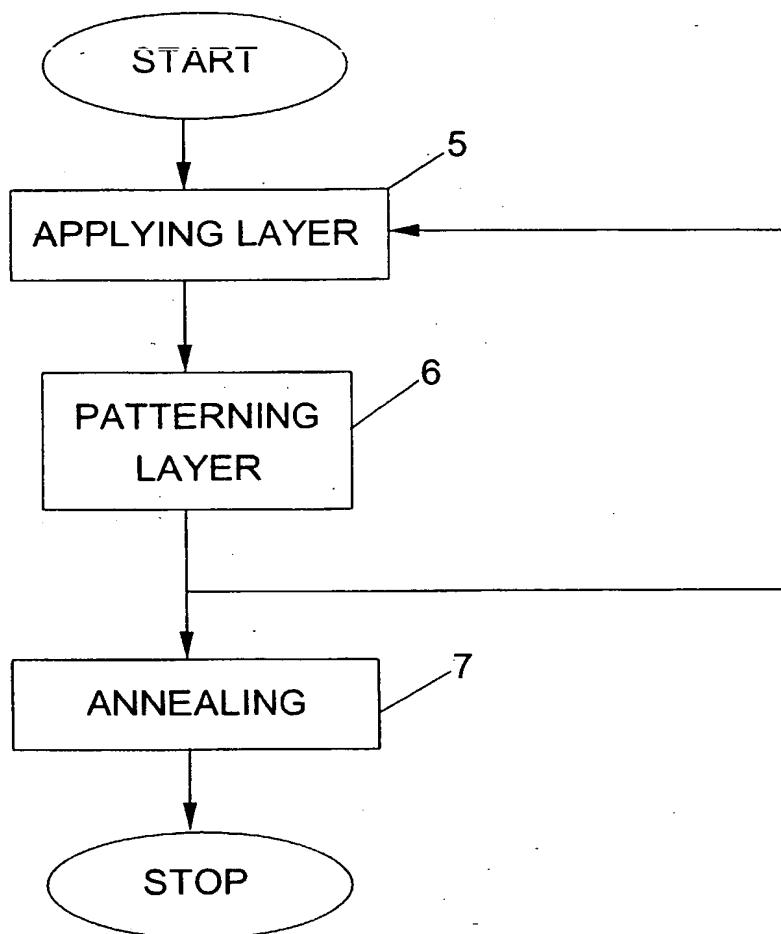 START
5
APPLYING LAYER
6
PATTERNING
LAYER
7
ANNEALING
STOP